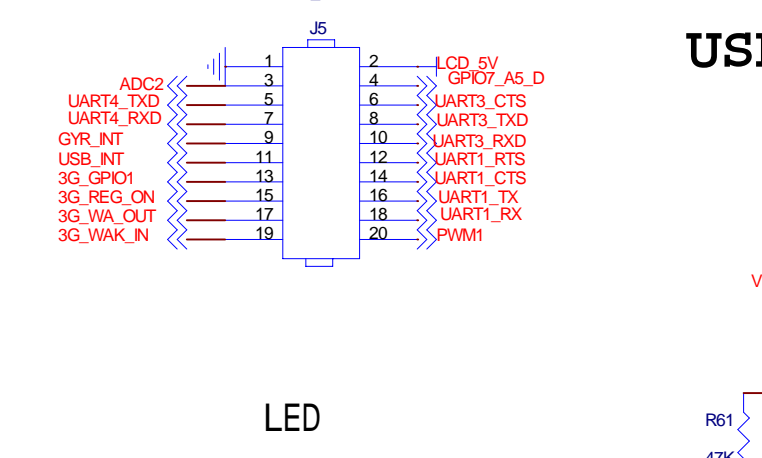 J5
USB
1 2 LCD_5V
ADC2 3 4 GPIO7_A5_D
UART4_TXD 5 6 UART3_CTS
UART4_RXD 7 8 UART3_TXD
GYR_INT 9 10 UART3_RXD
USB_INT 11 12 UART1_RTS
3G_GPIO1 13 14 UART1_CTS
3G_REG_ON 15 16 UART1_TX
3G_WA_OUT 17 18 UART1_RX
3G_WAK_IN 19 20 PWM1
V
LED
R61
47K